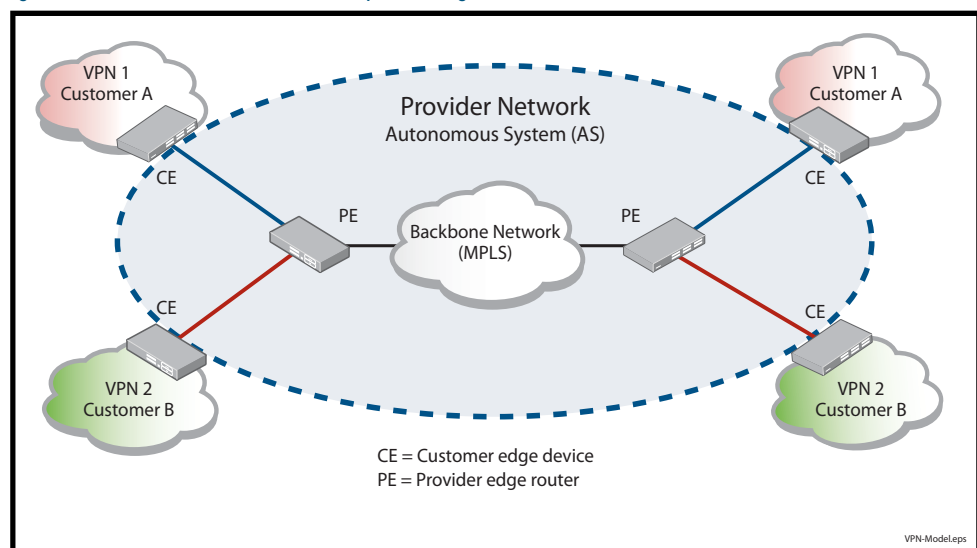 VPN 1
Customer A
VPN 1
Customer A
Provider Network
Autonomous System (AS)
CE
CE
PE
PE
Backbone Network
(MPLS)
CE
CE
VPN 2
Customer B
VPN 2
Customer B
CE = Customer edge device
PE = Provider edge router
VPN-Model.eps